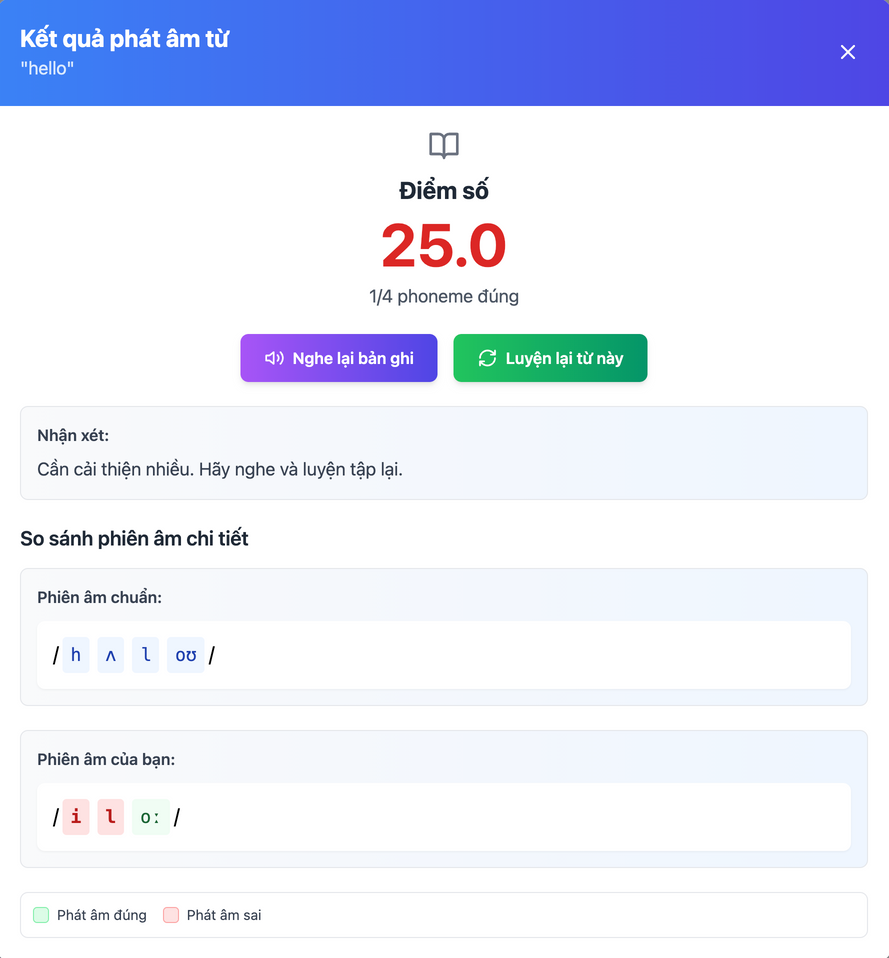 Kết quả phát âm từ
"hello"
Điểm số
25.0
1/4 phoneme đúng
Nghe lại bản ghi
Luyện lại từ này
Nhận xét:
Cần cải thiện nhiều. Hãy nghe và luyện tập lại.
So sánh phiên âm chi tiết
Phiên âm chuẩn:
/ h ʌ l oʊ /
Phiên âm của bạn:
/ i l oː /
Phát âm đúng Phát âm sai